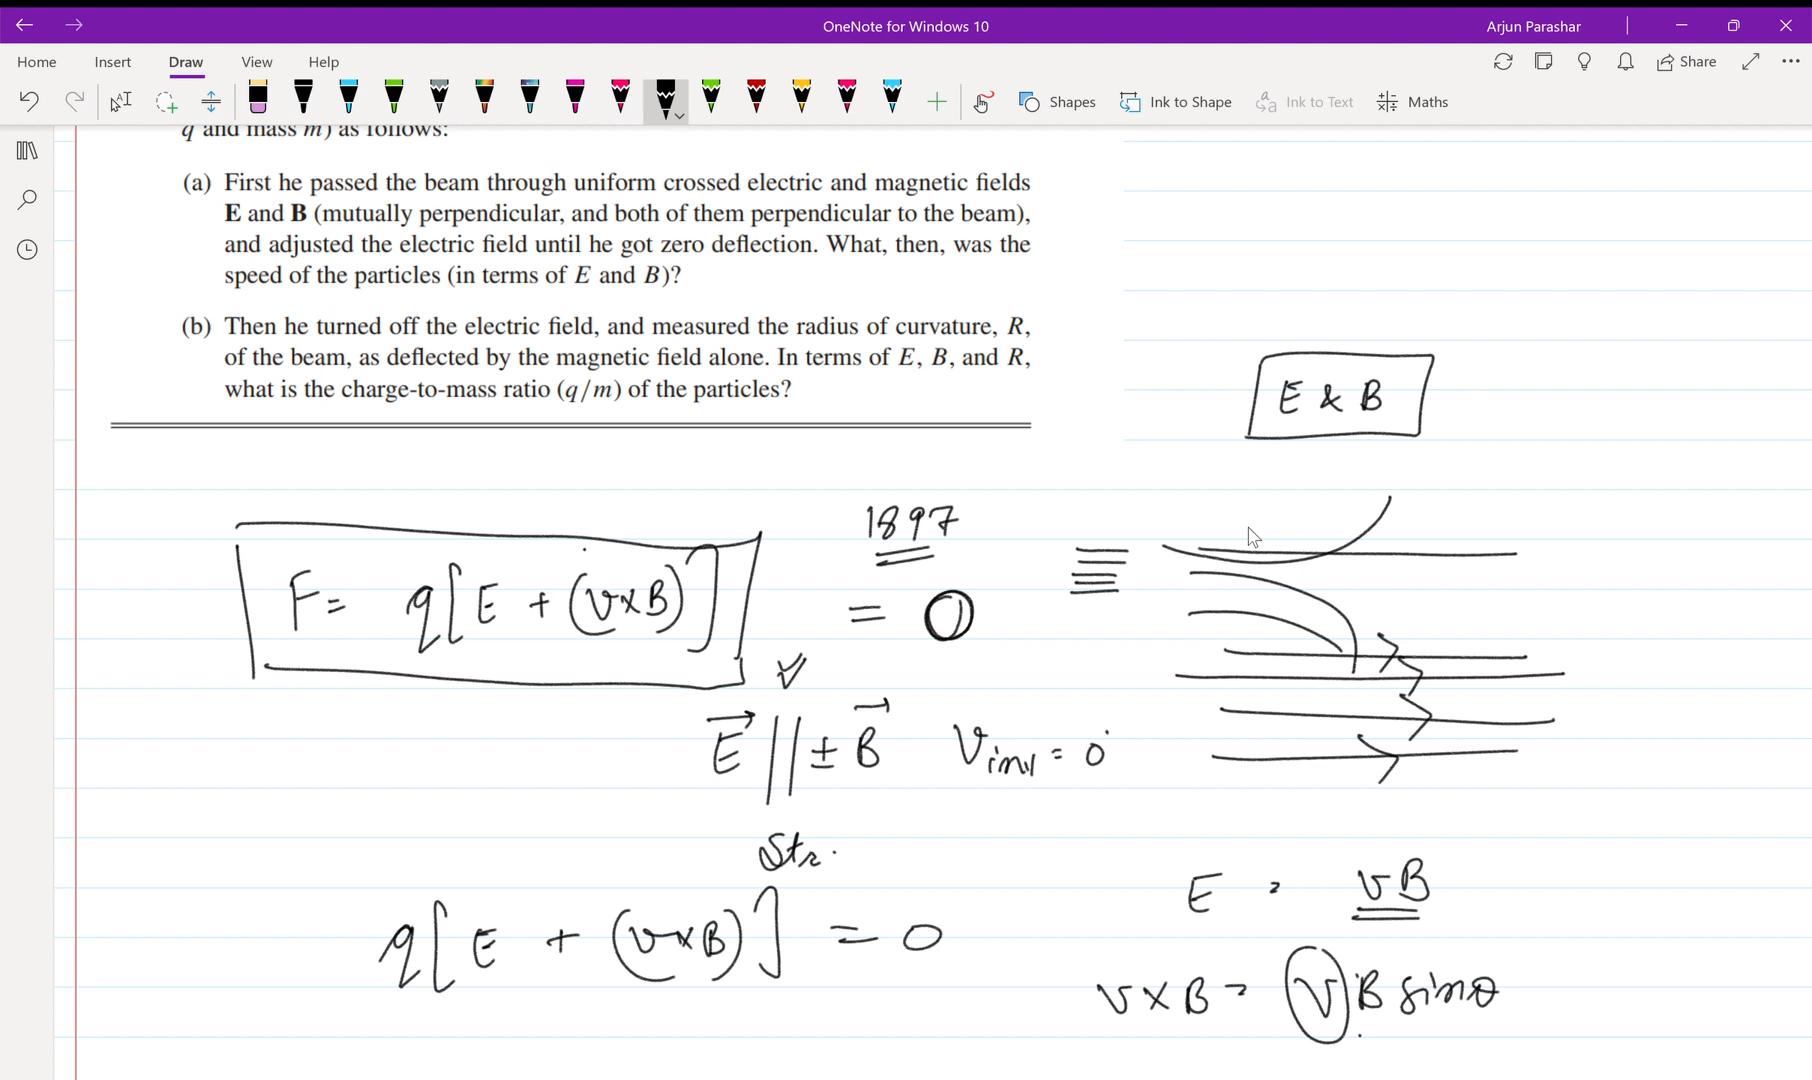 OneNote for Windows 10
Arjun Parashar
Home Insert Draw View Help
Share
Shapes Ink to Shape Ink to Text Maths
q and mass m) as follows:
(a) First he passed the beam through uniform crossed electric and magnetic fields
E and B (mutually perpendicular, and both of them perpendicular to the beam),
and adjusted the electric field until he got zero deflection. What, then, was the
speed of the particles (in terms of E and B)?
(b) Then he turned off the electric field, and measured the radius of curvature, R,
of the beam, as deflected by the magnetic field alone. In terms of E, B, and R,
what is the charge-to-mass ratio (q/m) of the particles?
E & B
1897
F = q[E + (v×B)] = 0
E || ± B
= 0
Str.
E = vB
q[E + (v×B)] = 0
v×B = vB sinθ